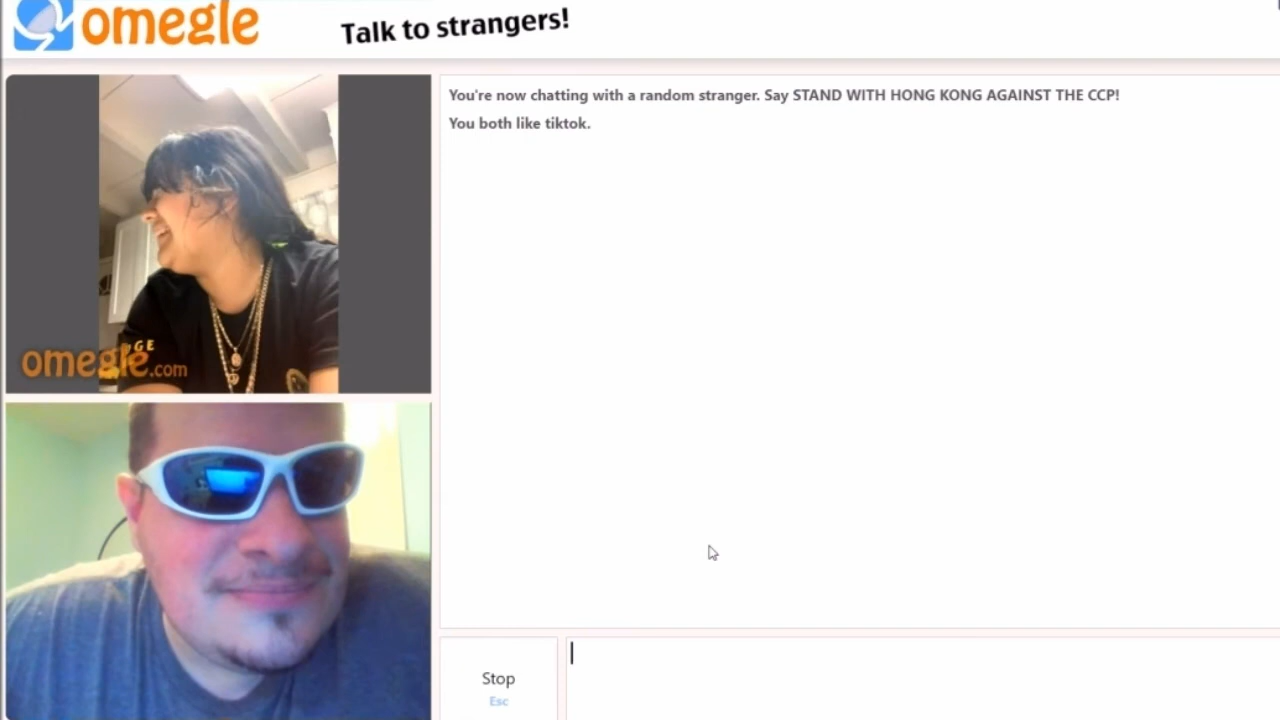 omegle
Talk to strangers!
You're now chatting with a random stranger. Say STAND WITH HONG KONG AGAINST THE CCP!
You both like tiktok.
omegle.com
Stop
Esc